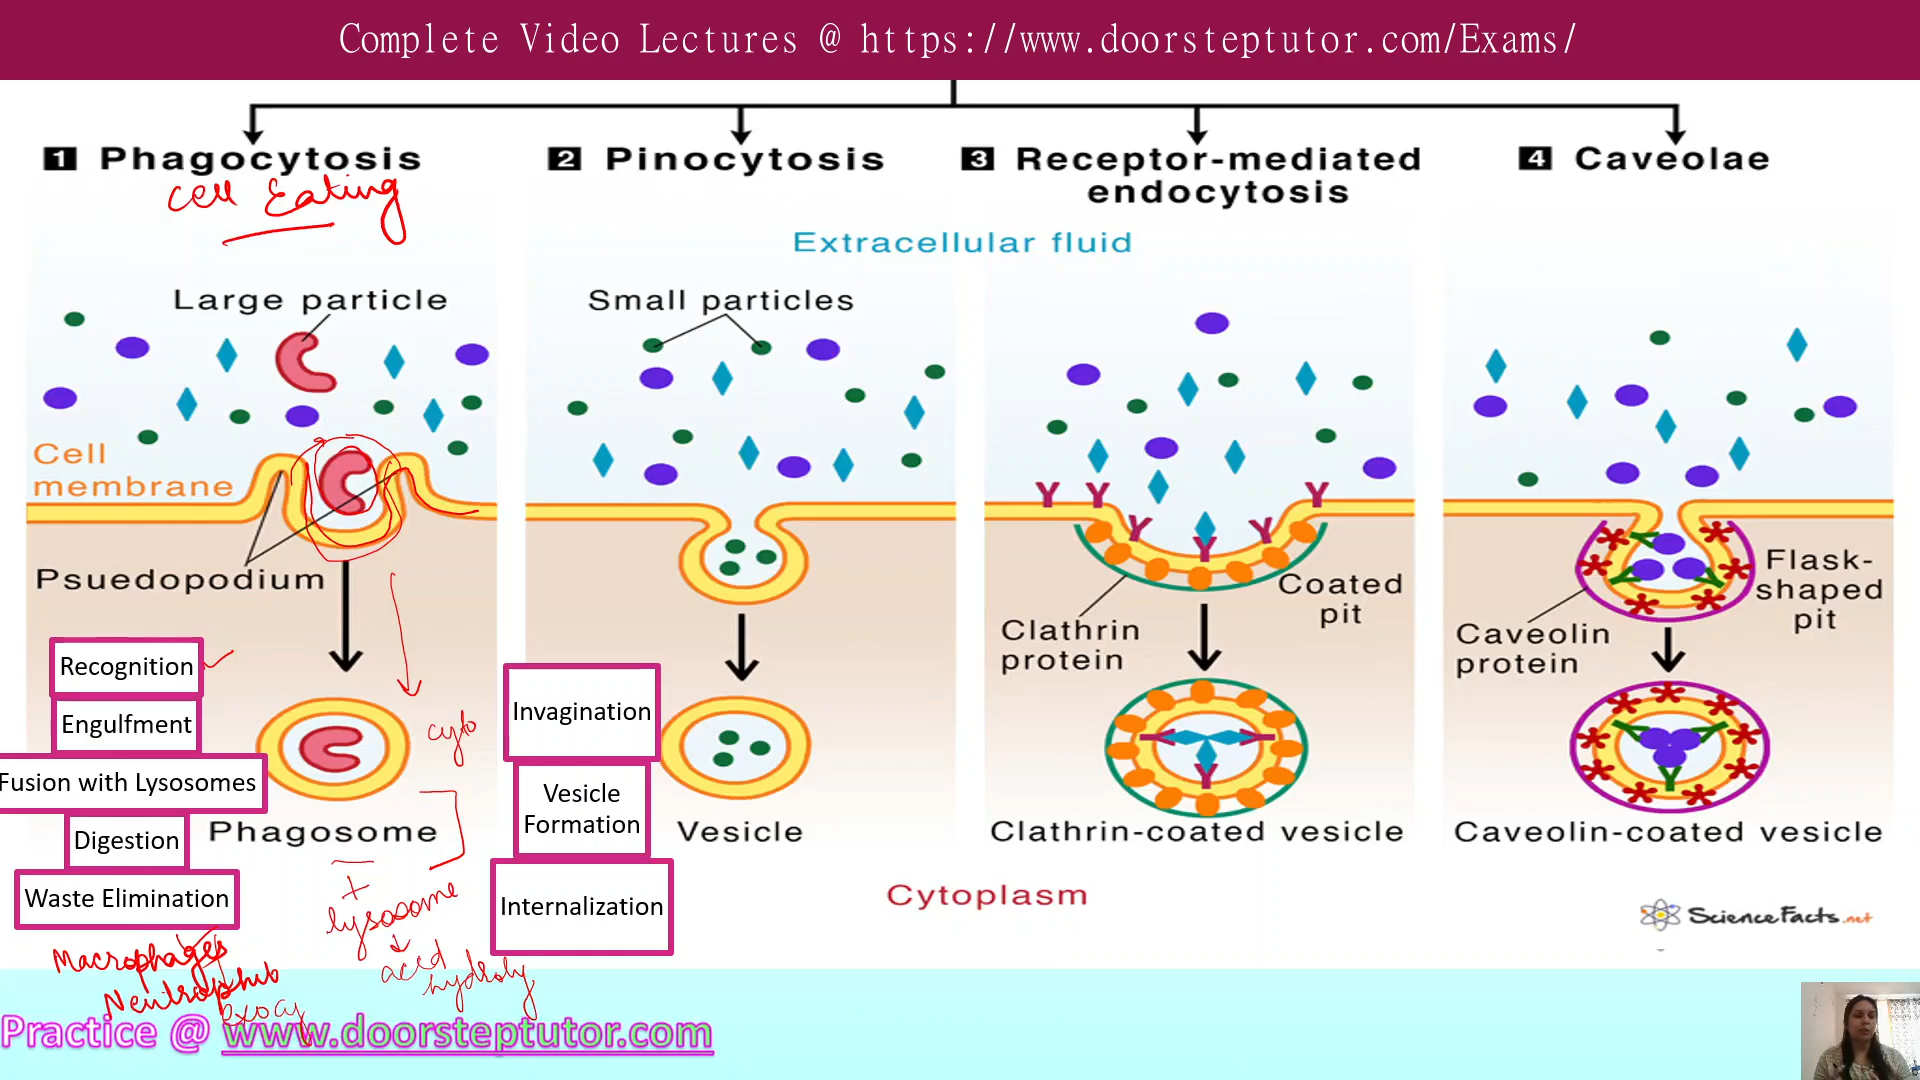 Complete Video Lectures @ https://www.doorsteptutor.com/Exams/
1 Phagocytosis
Cell Eating
2 Pinocytosis
3 Receptor-mediated
endocytosis
4 Caveolae
Extracellular fluid
Large particle
Small particles
Cell
membrane
Psuedopodium
Coated
pit
Clathrin
protein
Flask-
shaped
pit
Caveolin
protein
Recognition
Engulfment
Fusion with Lysosomes
Digestion
Waste Elimination
cyto
Invagination
Vesicle
Formation
Internalization
Phagosome
Vesicle
Clathrin-coated vesicle
Caveolin-coated vesicle
+
lysosome
acid
hydroly
Cytoplasm
ScienceFacts.net
Macrophages
Neutrophils
exocy
Practice @ www.doorsteptutor.com